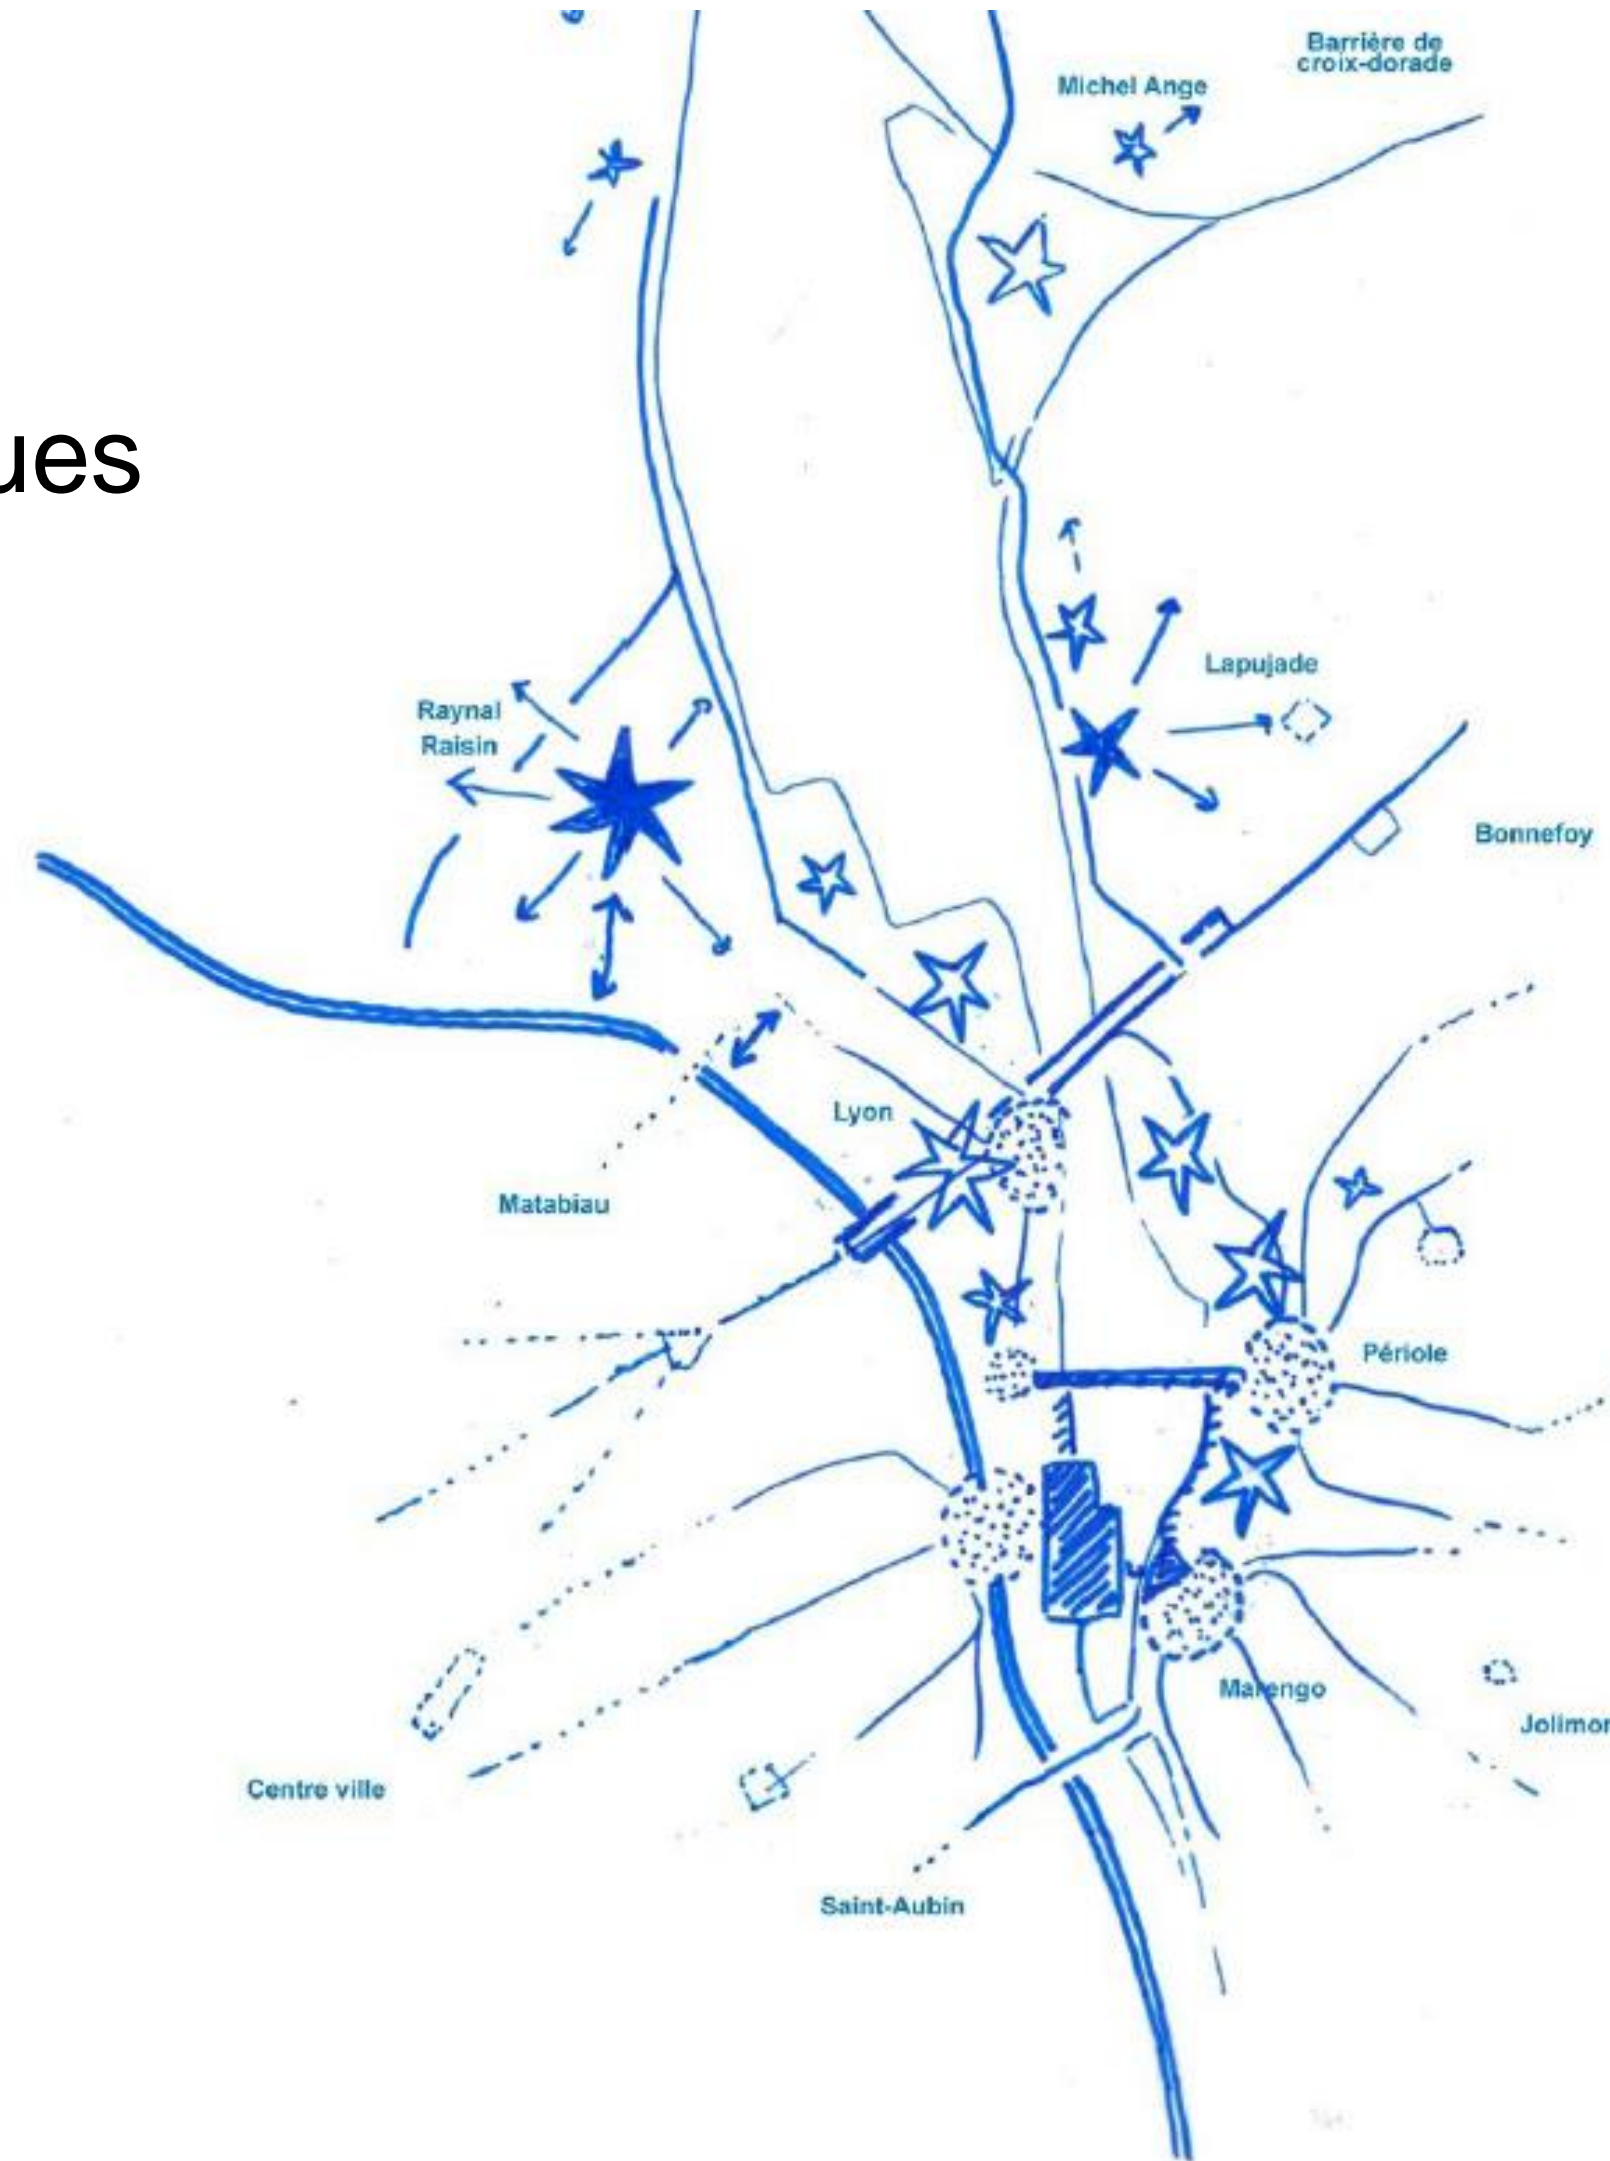 Barrière de
croix-dorade
Michel Ange
ues
Lapujade
Raynal
Raisin
Bonnefoy
Lyon
Matabiau
Périole
Marengo
Jolimon
Centre ville
Saint-Aubin